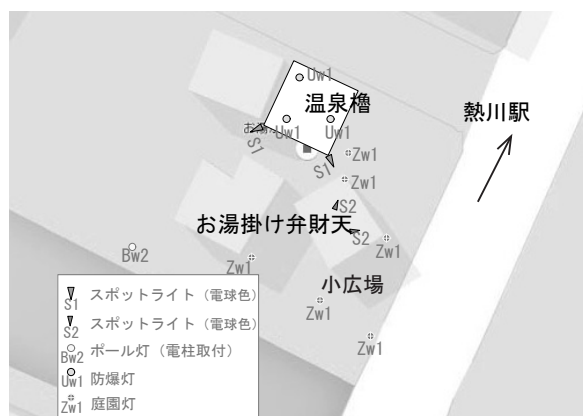 Uw1
温泉櫓
熱川駅
お湯
Uw1
Uw1
S1
Zw1
S1
Zw1
S2
お湯掛け弁財天
S2
Zw1
Bw2
Zw1
小広場
Zw1
Zw1
S1 スポットライト（電球色）
S2 スポットライト（電球色）
Bw2 ポール灯（電柱取付）
Uw1 防爆灯
Zw1 庭園灯